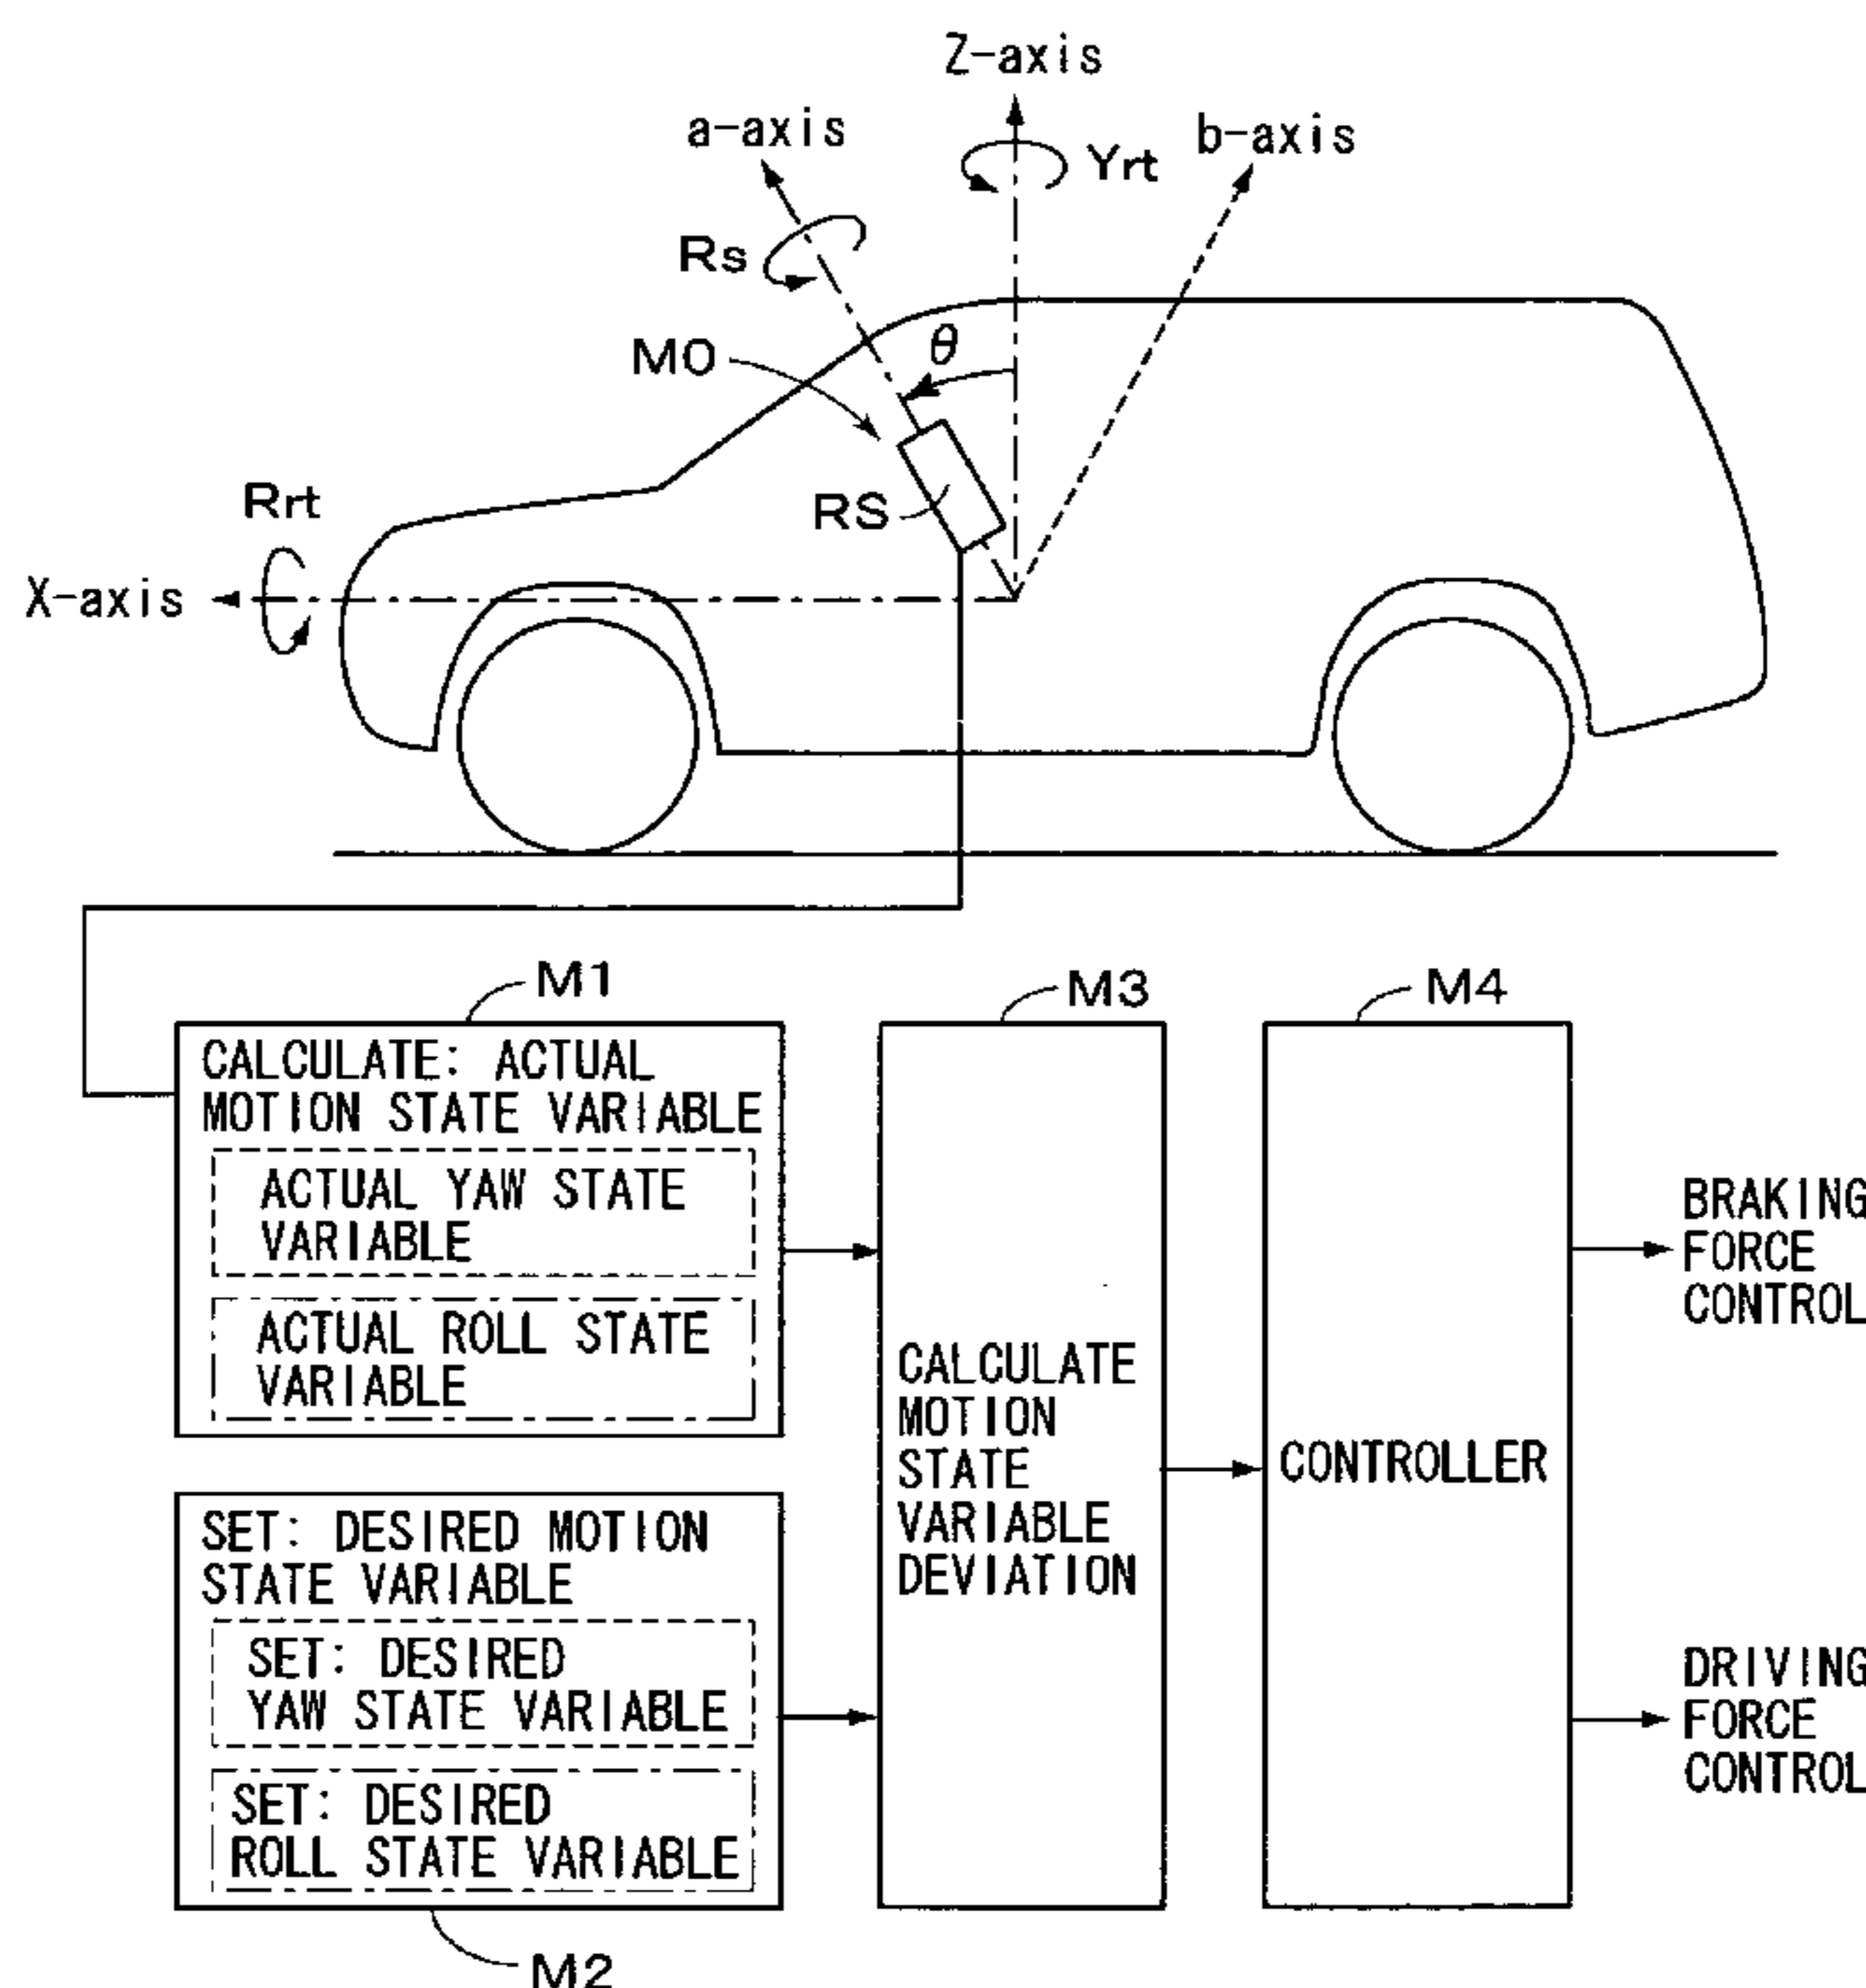 Z-axis
a-axis
b-axis
Yrt
Rs
θ
MO
Rrt
RS
X-axis
M1
M3
M4
CALCULATE: ACTUAL
MOTION STATE VARIABLE
ACTUAL YAW STATE
VARIABLE
ACTUAL ROLL STATE
VARIABLE
SET: DESIRED MOTION
STATE VARIABLE
SET: DESIRED
YAW STATE VARIABLE
SET: DESIRED
ROLL STATE VARIABLE
M2
CALCULATE
MOTION
STATE
VARIABLE
DEVIATION
CONTROLLER
BRAKING
FORCE
CONTROL
DRIVING
FORCE
CONTROL